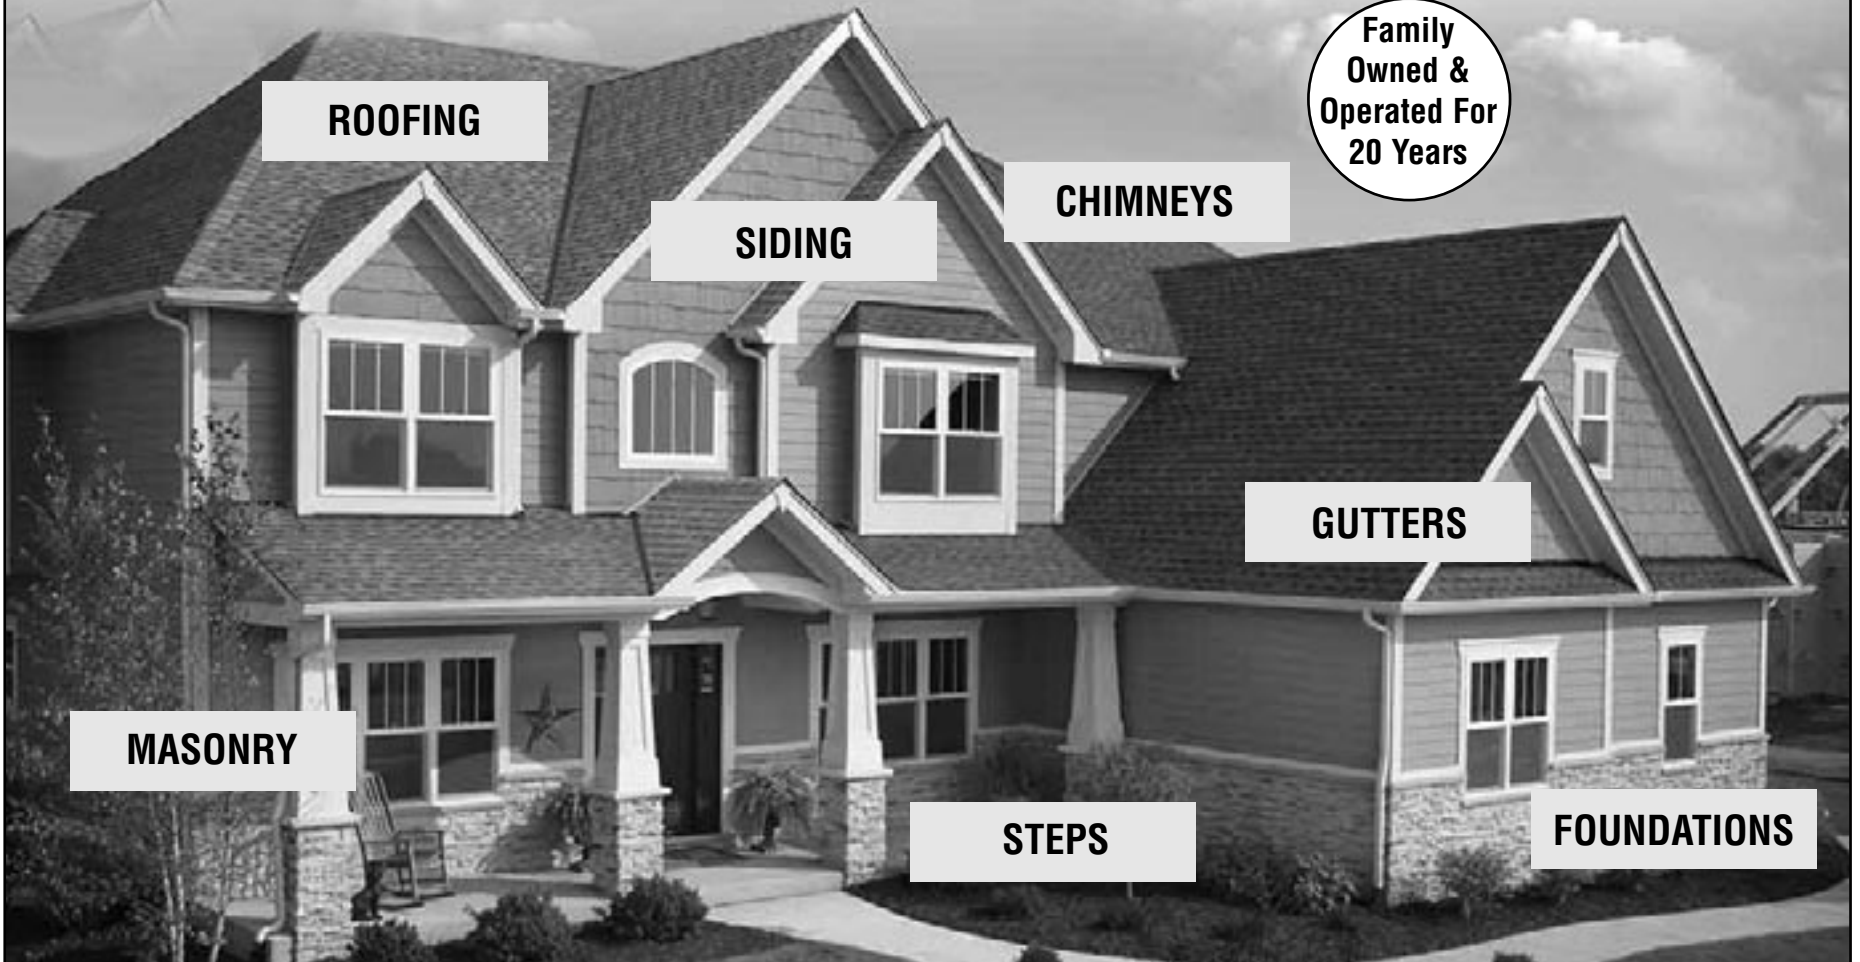 Family
Owned &
Operated For
20 Years
ROOFING
CHIMNEYS
SIDING
GUTTERS
MASONRY
STEPS
FOUNDATIONS